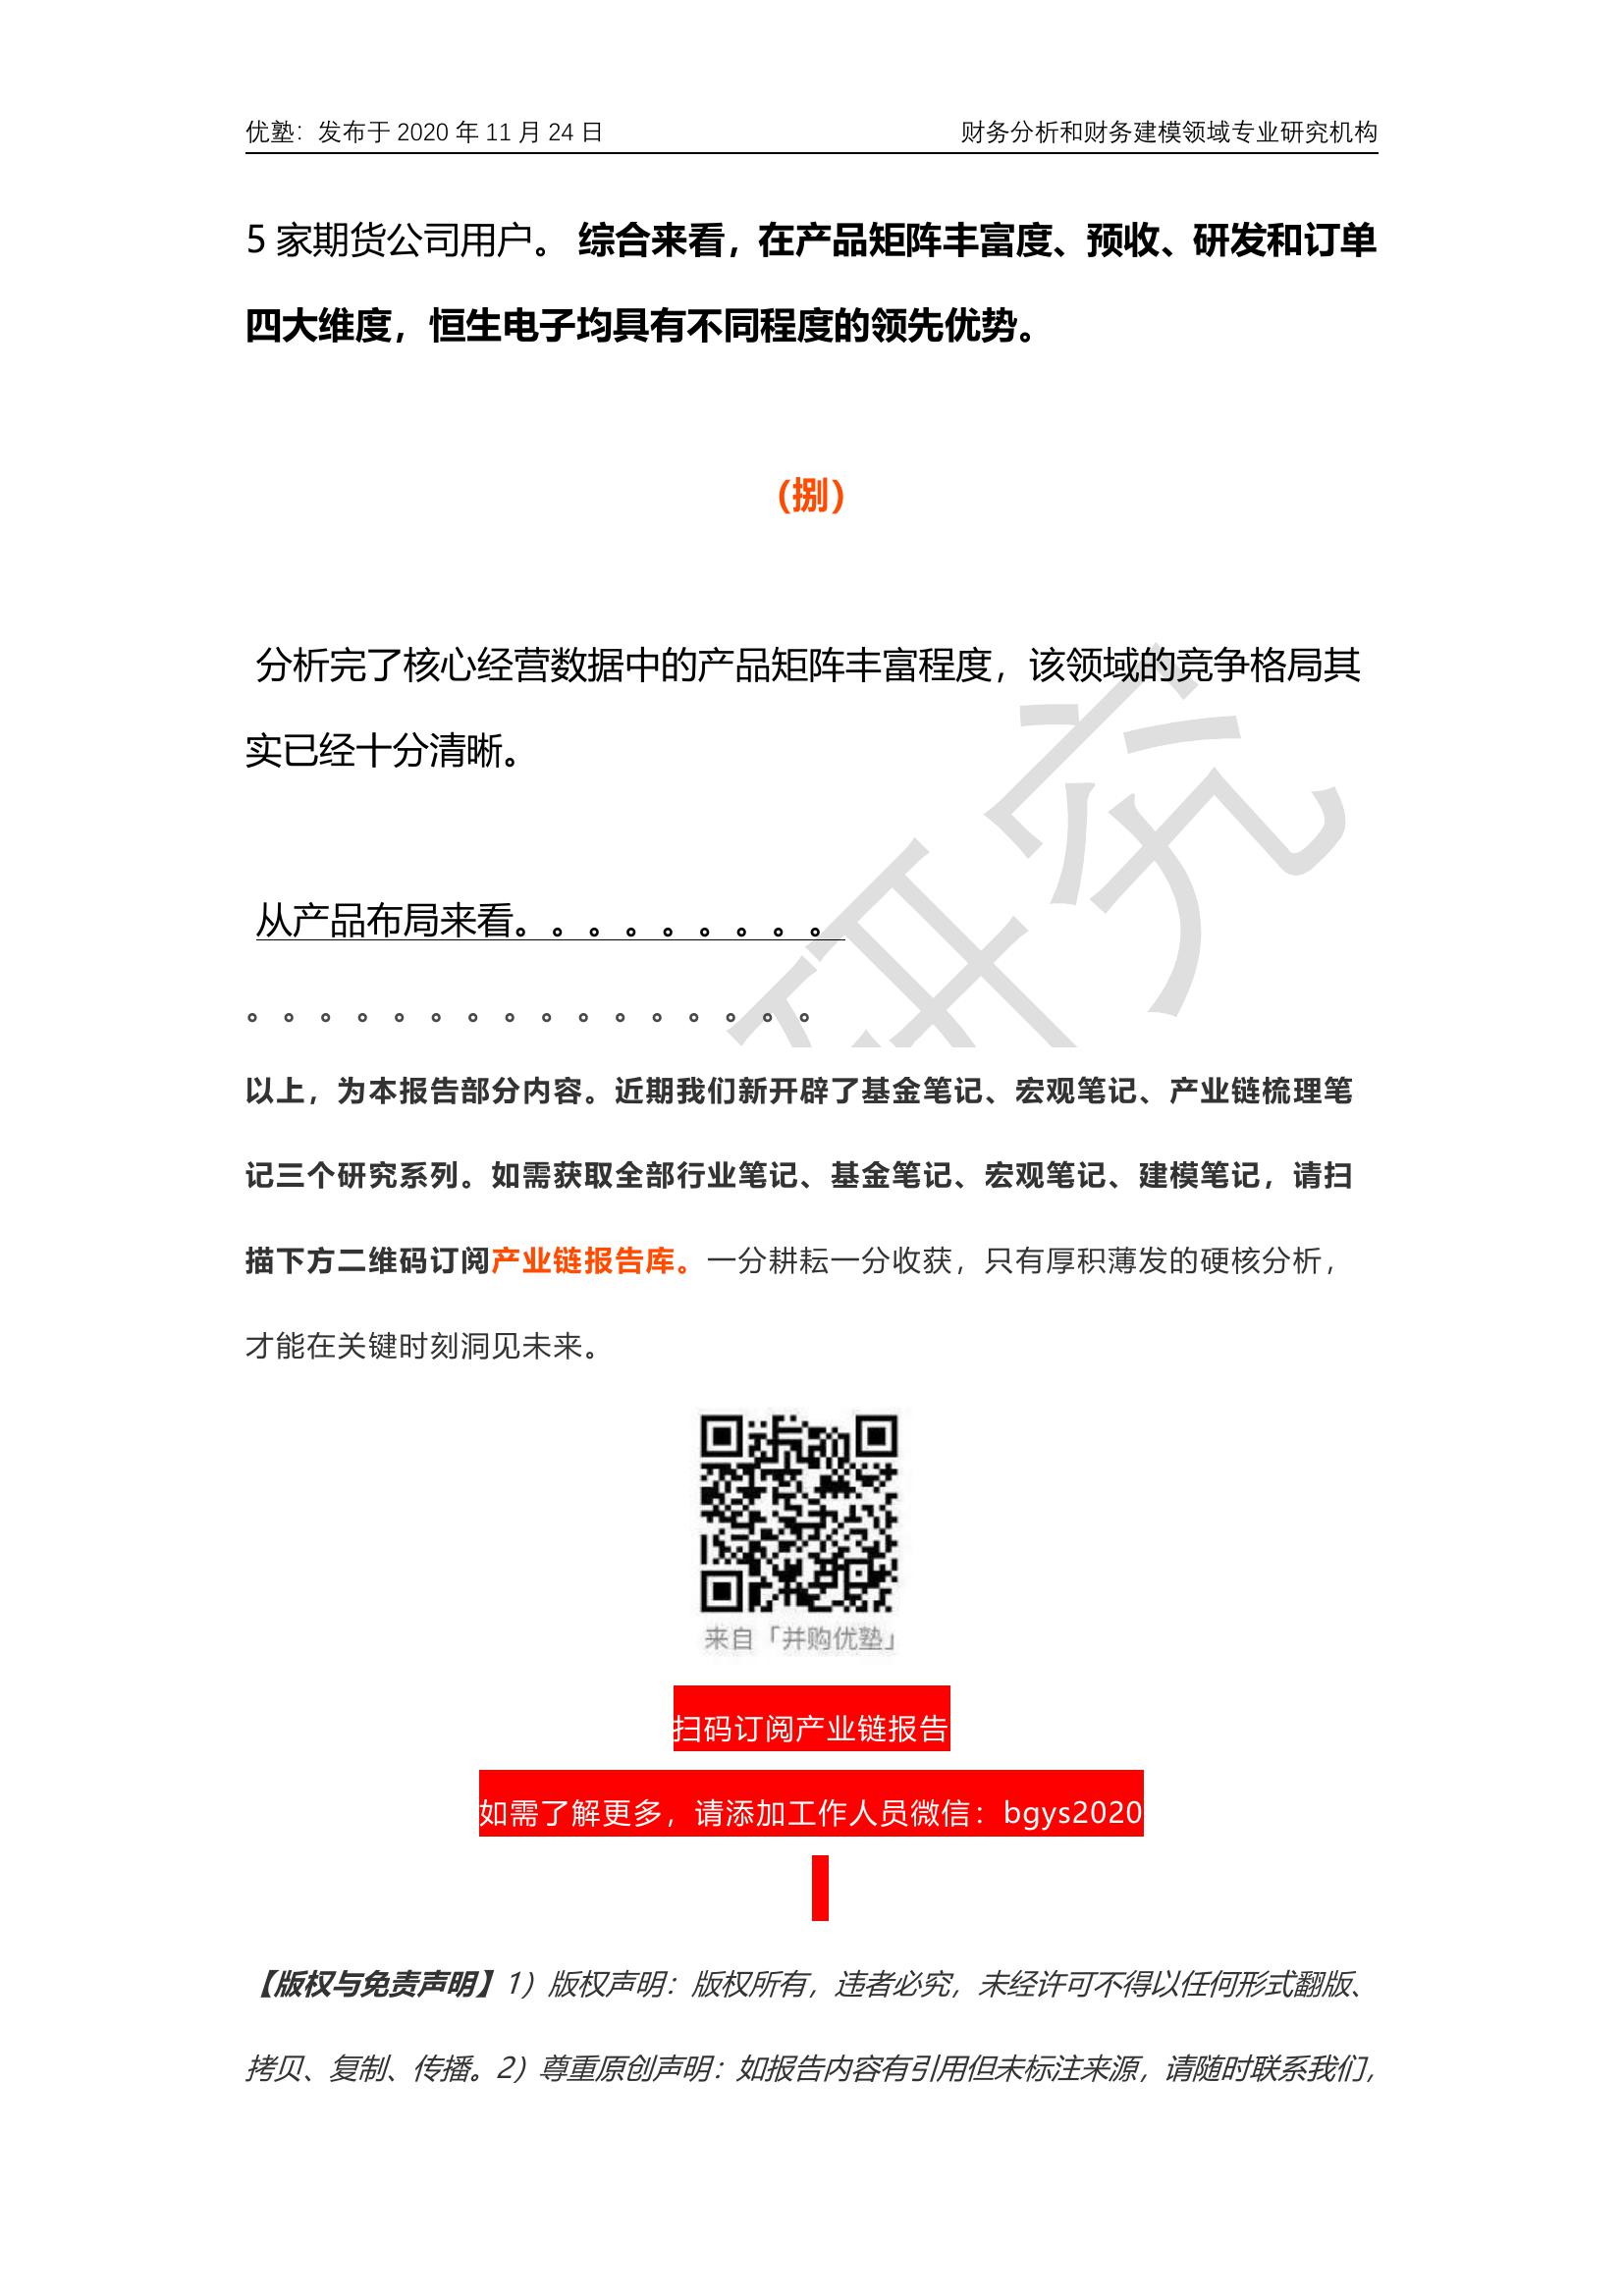 优塾：发布于 2020 年 11 月 24 日 财务分析和财务建模领域专业研究机构
5 家期货公司用户。 综合来看，在产品矩阵丰富度、预收、研发和订单
四大维度，恒生电子均具有不同程度的领先优势。
（捌）
分析完了核心经营数据中的产品矩阵丰富程度，该领域的竞争格局其
实已经十分清晰。
从产品布局来看。。。。。。。。。
。。。。。。。。。。。。。。。。
以上，为本报告部分内容。近期我们新开辟了基金笔记、宏观笔记、产业链梳理笔
记三个研究系列。如需获取全部行业笔记、基金笔记、宏观笔记、建模笔记，请扫
描下方二维码订阅产业链报告库。一分耕耘一分收获，只有厚积薄发的硬核分析，
才能在关键时刻洞见未来。
来自「并购优塾」
扫码订阅产业链报告
如需了解更多，请添加工作人员微信：bgys2020
【版权与免责声明】1）版权声明：版权所有，违者必究，未经许可不得以任何形式翻版、
拷贝、复制、传播。2）尊重原创声明：如报告内容有引用但未标注来源，请随时联系我们，
研究